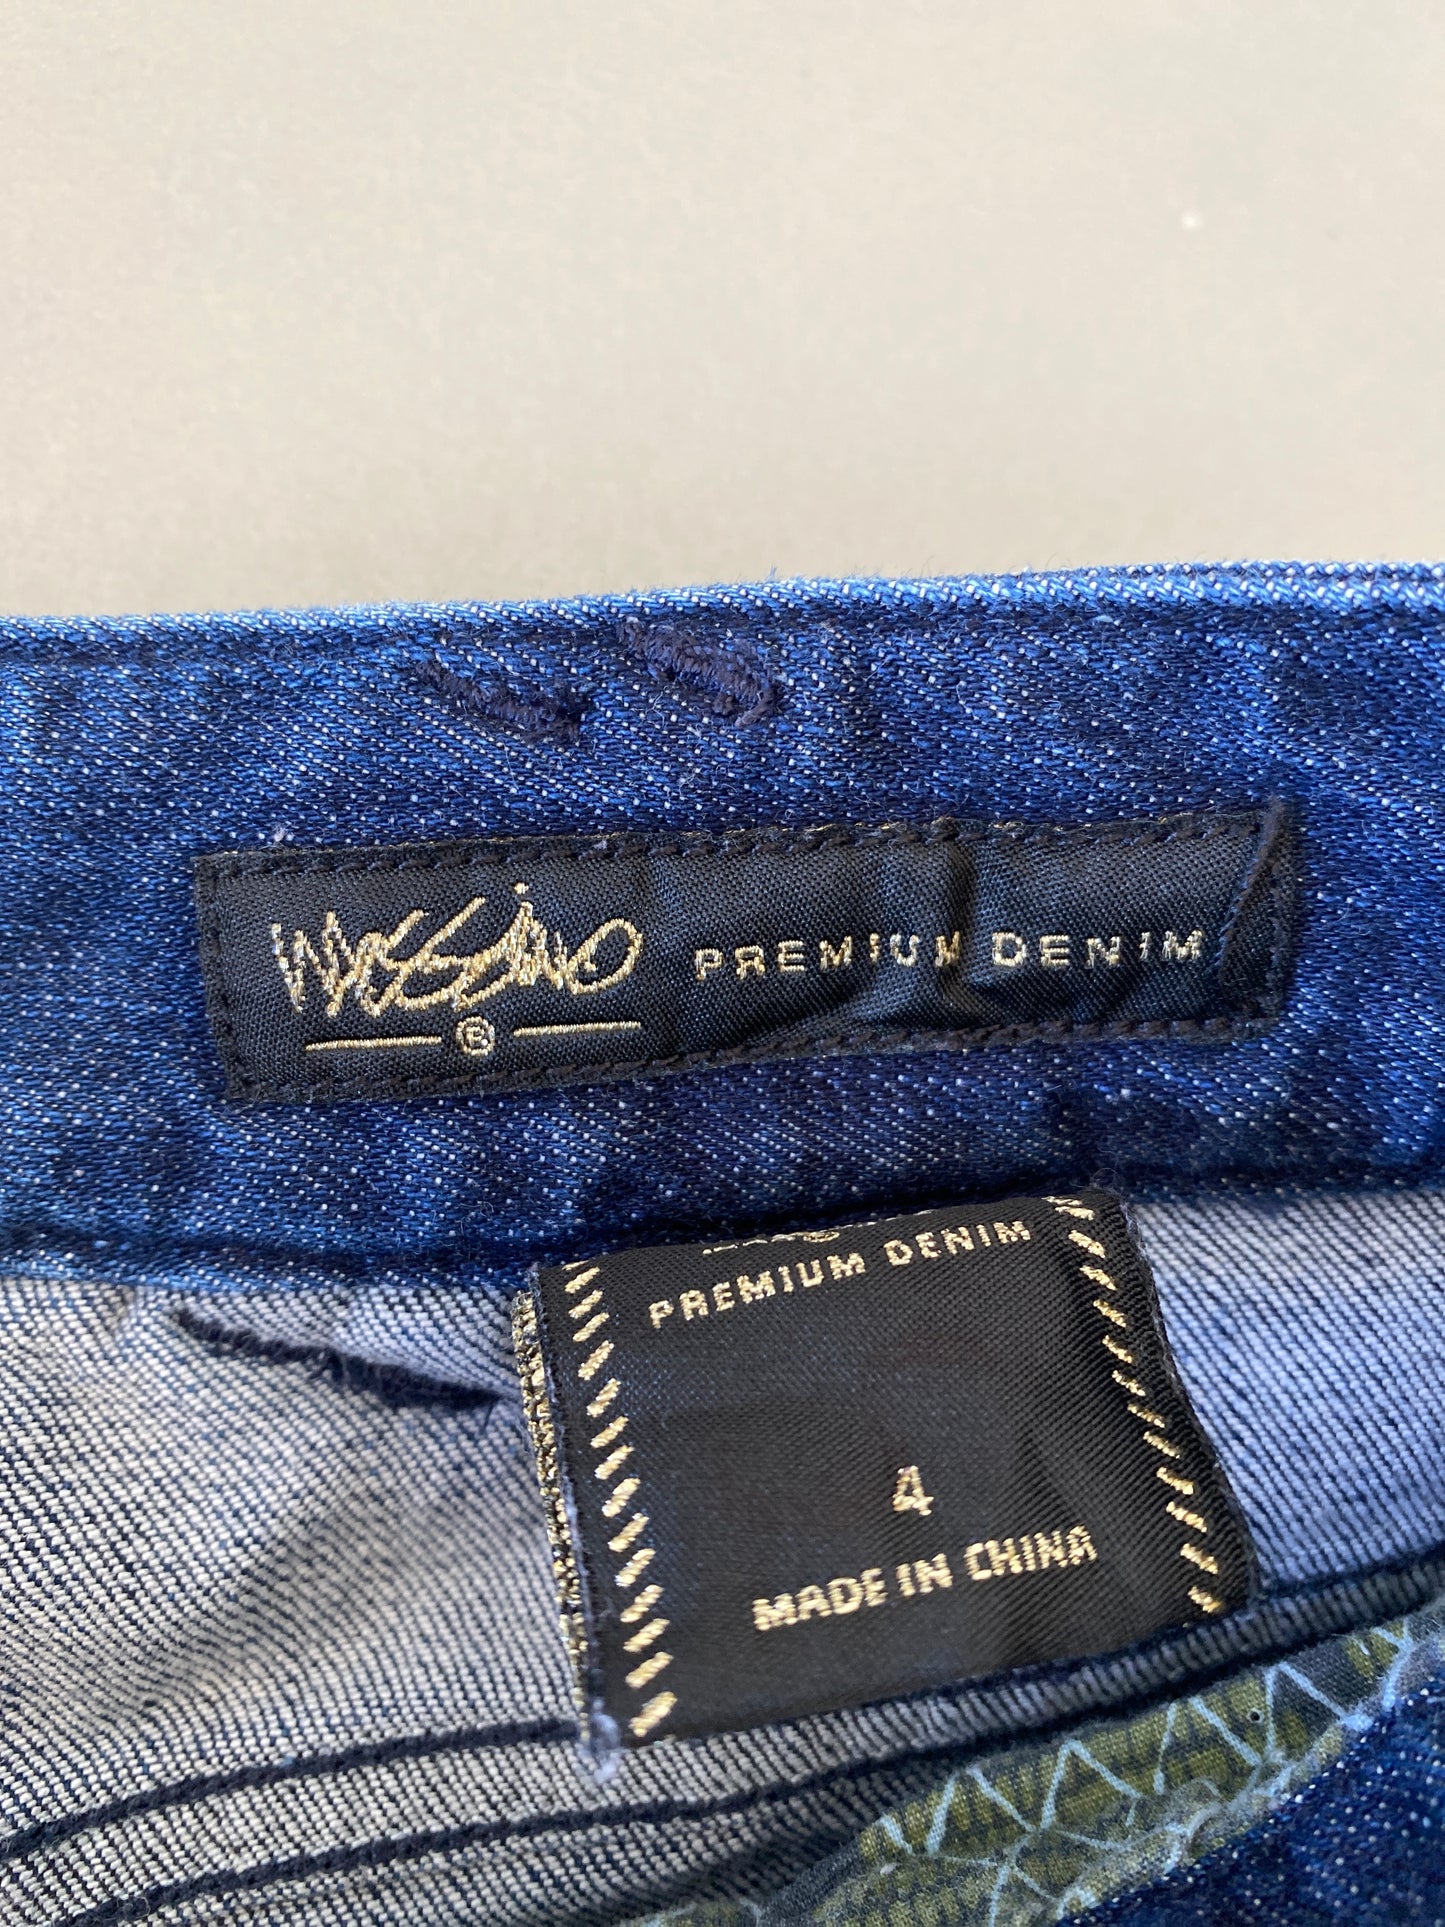 MOSSIMO PREMIUM DENIM
®
PREMIUM DENIM
4
MADE IN CHINA